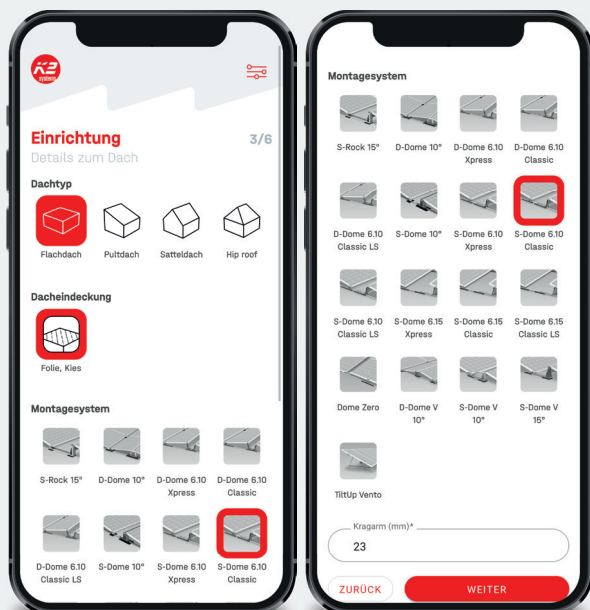 K2
systems
Einrichtung
3/6
Details zum Dach
Dachtyp
Flachdach
Pultdach
Satteldach
Hip roof
Dacheindeckung
Folie, Kies
Montagesystem
S-Rock 15°
D-Dome 10°
D-Dome 6.10
Xpress
D-Dome 6.10
Classic
D-Dome 6.10
Classic LS
S-Dome 10°
S-Dome 6.10
Xpress
S-Dome 6.10
Classic
Montagesystem
S-Rock 15°
D-Dome 10°
D-Dome 6.10
Xpress
D-Dome 6.10
Classic
D-Dome 6.10
Classic LS
S-Dome 10°
S-Dome 6.10
Xpress
S-Dome 6.10
Classic
S-Dome 6.10
Classic LS
S-Dome 6.15
Xpress
S-Dome 6.15
Classic
S-Dome 6.15
Classic LS
Dome Zero
D-Dome V
10°
S-Dome V
10°
S-Dome V
15°
TiltUp Vento
Kragarm (mm)*
23
ZURÜCK
WEITER